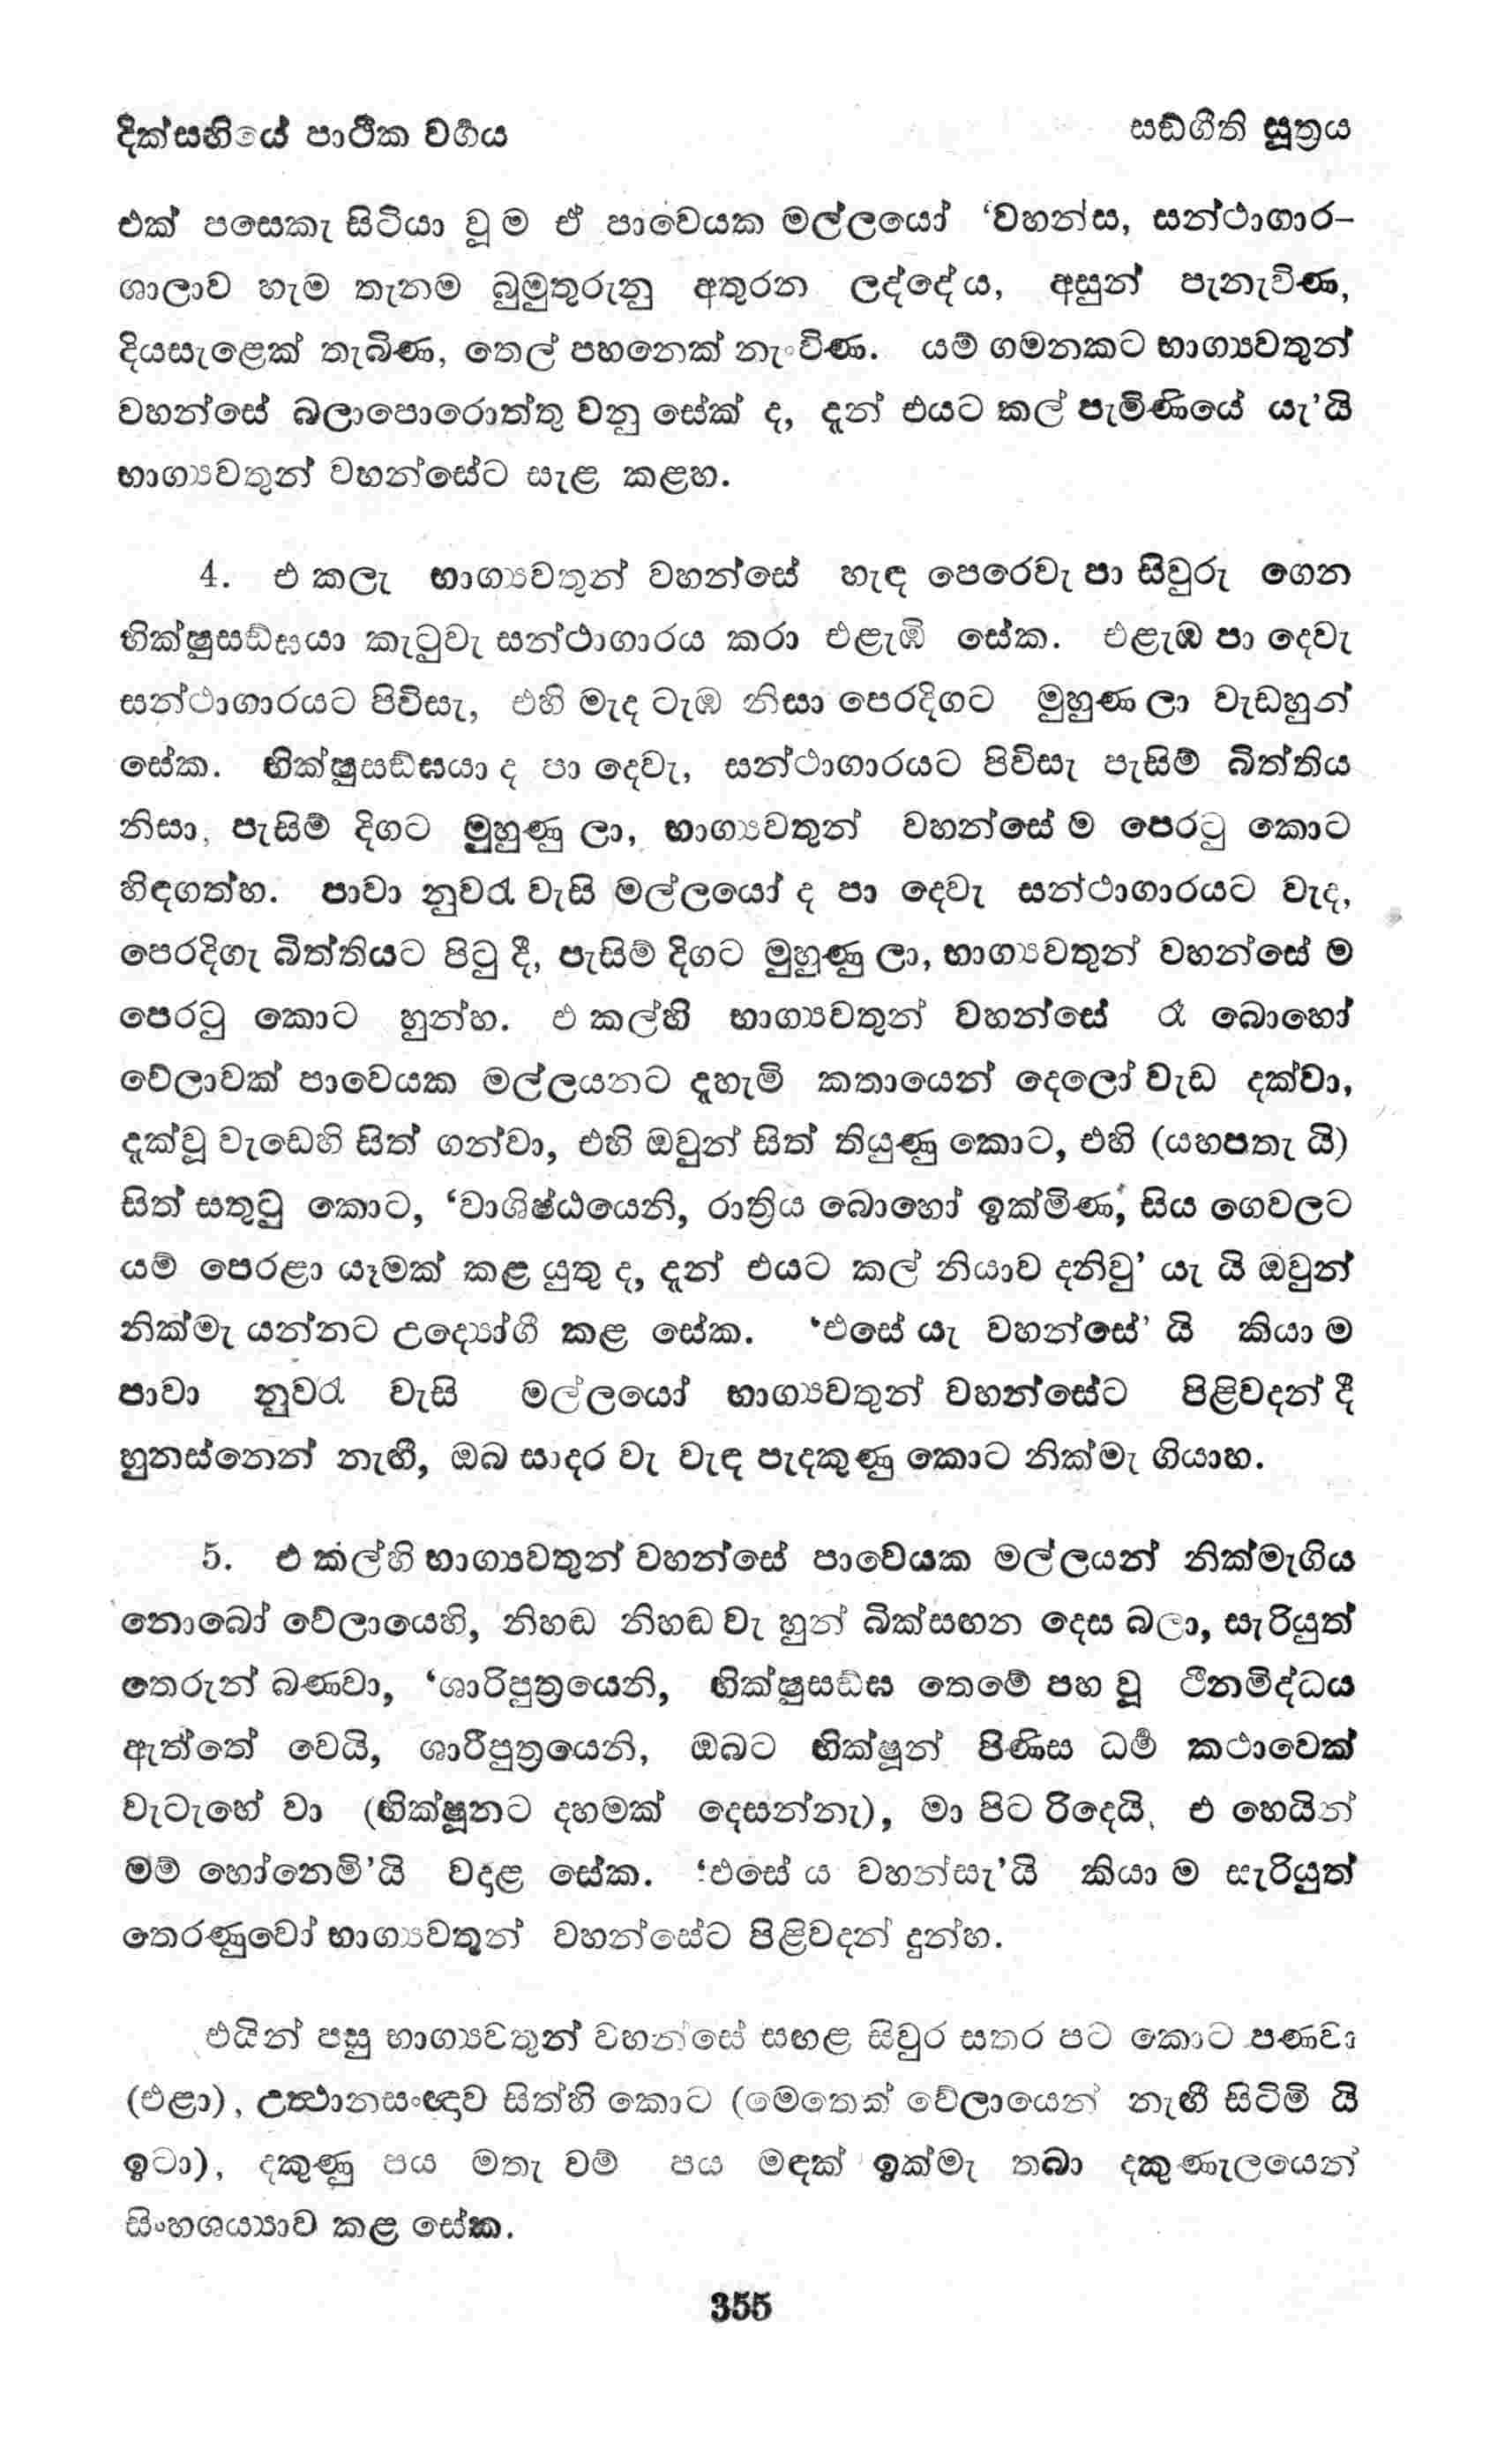 දික්සඟියේ පාථික වර්‍ගය
සඞ්ගීති සූත්‍රය
එක් පසෙකැ සිටියා වූ ම ඒ පාවෙයක මල්ලයෝ ‘වහන්ස, සන්ථාගාර–
ශාලාව හැම තැනම බුමුතුරුනු අතුරන ලද්දේය, අසුන් පැනැවිණ,
දියසැළෙක් තැබිණ, තෙල් පහනෙක් නැංවිණ. යම් ගමනකට භාග්‍යවතුන්
වහන්සේ බලාපොරොත්තු වනු සේක් ද, දැන් එයට කල් පැමිණියේ යැ’යි
භාග්‍යවතුන් වහන්සේට සැළ කළහ.
4. එ කලැ භාග්‍යවතුන් වහන්සේ හැඳ පෙරෙවැ පා සිවුරු ගෙන
භික්ෂුසඞ්ඝයා කැටුවැ සන්ථාගාරය කරා එළැඹි සේක. එළැඹ පා දෙවැ
සන්ථාගාරයට පිවිසැ, එහි මැද ටැඹ නිසා පෙරදිගට මුහුණ ලා වැඩහුන්
සේක. භික්ෂුසඞ්ඝයා ද පා දෙවැ, සන්ථාගාරයට පිවිසැ පැසිම් බිත්තිය
නිසා, පැසිම් දිගට මුහුණු ලා, භාග්‍යවතුන් වහන්සේ ම පෙරටු කොට
හිඳගත්හ. පාවා නුවරැ වැසි මල්ලයෝ ද පා දෙවැ සන්ථාගාරයට වැද,
පෙරදිගැ බිත්තියට පිටු දී, පැසිම් දිගට මුහුණු ලා, භාග්‍යවතුන් වහන්සේ ම
පෙරටු කොට හුන්හ. එ කල්හි භාග්‍යවතුන් වහන්සේ රෑ බොහෝ
වේලාවක් පාවෙයක මල්ලයනට දැහැමි කතායෙන් දෙලෝ වැඩ දක්වා,
දැක්වූ වැඩෙහි සිත් ගන්වා, එහි ඔවුන් සිත් තියුණු කොට, එහි (යහපතැ යි)
සිත් සතුටු කොට, ‘වාශිෂ්ඨයෙනි, රාත්‍රිය බොහෝ ඉක්මිණ, සිය ගෙවලට
යම් පෙරළා යෑමක් කළ යුතු ද, දැන් එයට කල් නියාව දනිවු’ යැ යි ඔවුන්
නික්මැ යන්නට උද්‍යෝගී කළ සේක. ‘එසේ යැ වහන්සේ’ යි කියා ම
පාවා නුවරැ වැසි මල්ලයෝ භාග්‍යවතුන් වහන්සේට පිළිවදන් දී
හුනස්නෙන් නැඟී, ඔබ සාදර වැ වැඳ පැදකුණු කොට නික්මැ ගියාහ.
5. එ කල්හි භාග්‍යවතුන් වහන්සේ පාවෙයක මල්ලයන් නික්මැගිය
නොබෝ වේලායෙහි, නිහඬ නිහඬ වැ හුන් බික්සඟන දෙස බලා, සැරියුත්
තෙරුන් බණවා, ‘ශාරිපුත්‍රයෙනි, භික්ෂුසඞ්ඝ තෙමේ පහ වූ ථීනමිද්ධය
ඇත්තේ වෙයි, ශාරීපුත්‍රයෙනි, ඔබට භික්ෂූන් පිණිස ධර්‍ම කථාවෙක්
වැටැහේ වා (භික්ෂූනට දහමක් දෙසන්නැ), මා පිට රිදෙයි, එ හෙයින්
මම් හෝනෙමි’යි වදාළ සේක. ‘එසේ ය වහන්සැ’යි කියා ම සැරියුත්
තෙරණුවෝ භාග්‍යවතුන් වහන්සේට පිළිවදන් දුන්හ.
එයින් පසු භාග්‍යවතුන් වහන්සේ සඟළ සිවුර සතර පට කොට පණවා
(එළා), උත්‍ථානසංඥාව සිත්හි කොට (මෙතෙක් වේලායෙන් නැඟී සිටිමි යි
ඉටා), දකුණු පය මතැ වම් පය මඳක් ඉක්මැ තබා දකුණැලයෙන්
සිංහශය්‍යාව කළ සේක.
355